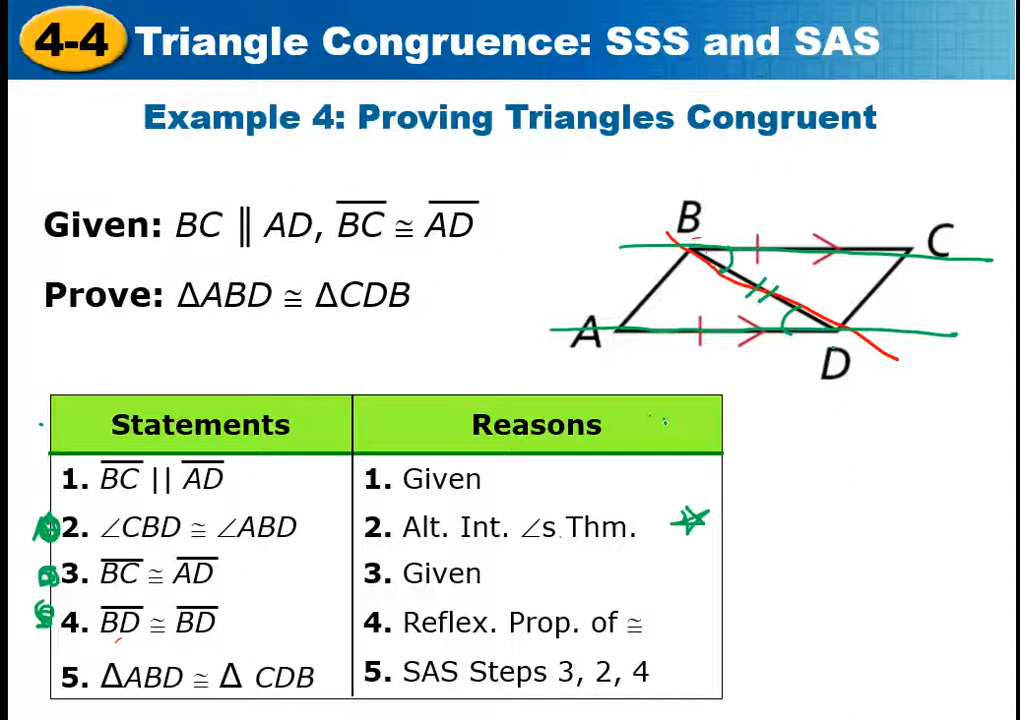 4-4 Triangle Congruence: SSS and SAS
Example 4: Proving Triangles Congruent
Given: BC ∥ AD, BC ≅ AD
Prove: ΔABD ≅ ΔCDB
B
C
A
D
Statements Reasons
1. BC || AD 1. Given
A 2. ∠CBD ≅ ∠ABD 2. Alt. Int. ∠s Thm.
S 3. BC ≅ AD 3. Given
S 4. BD ≅ BD 4. Reflex. Prop. of ≅
5. ΔABD ≅ Δ CDB 5. SAS Steps 3, 2, 4